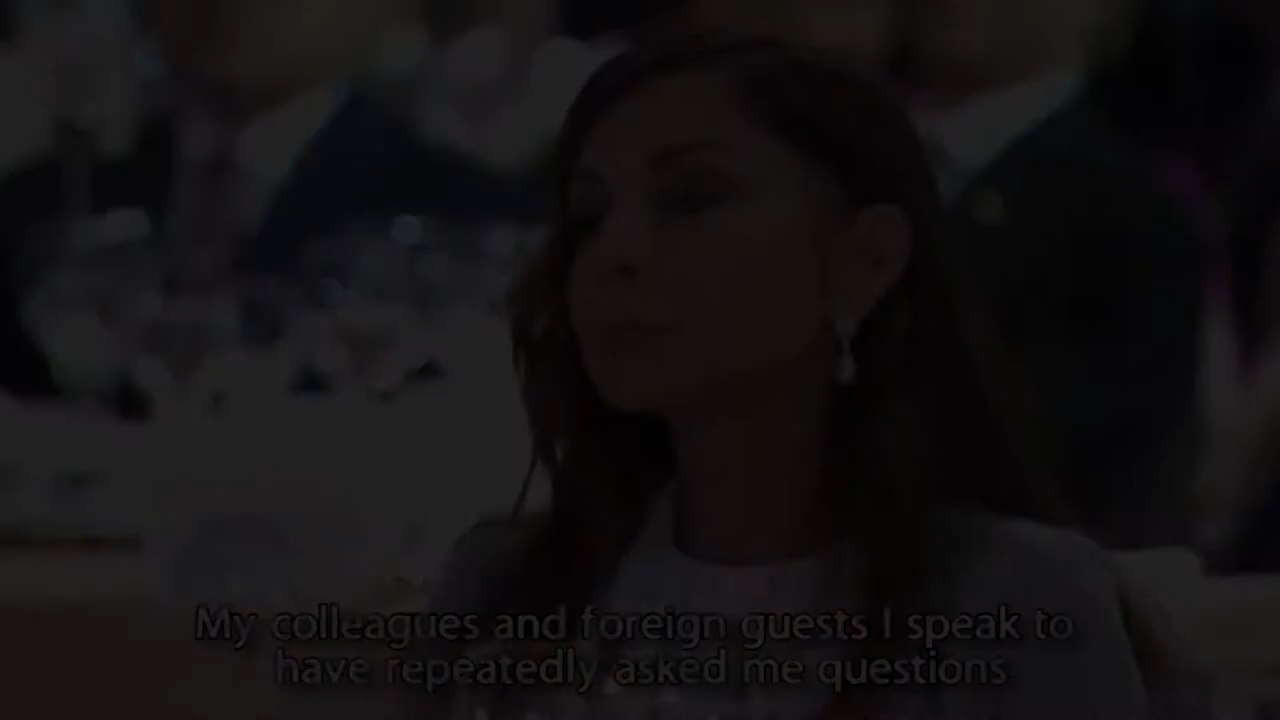 My colleagues and foreign guests I speak to
have repeatedly asked me questions